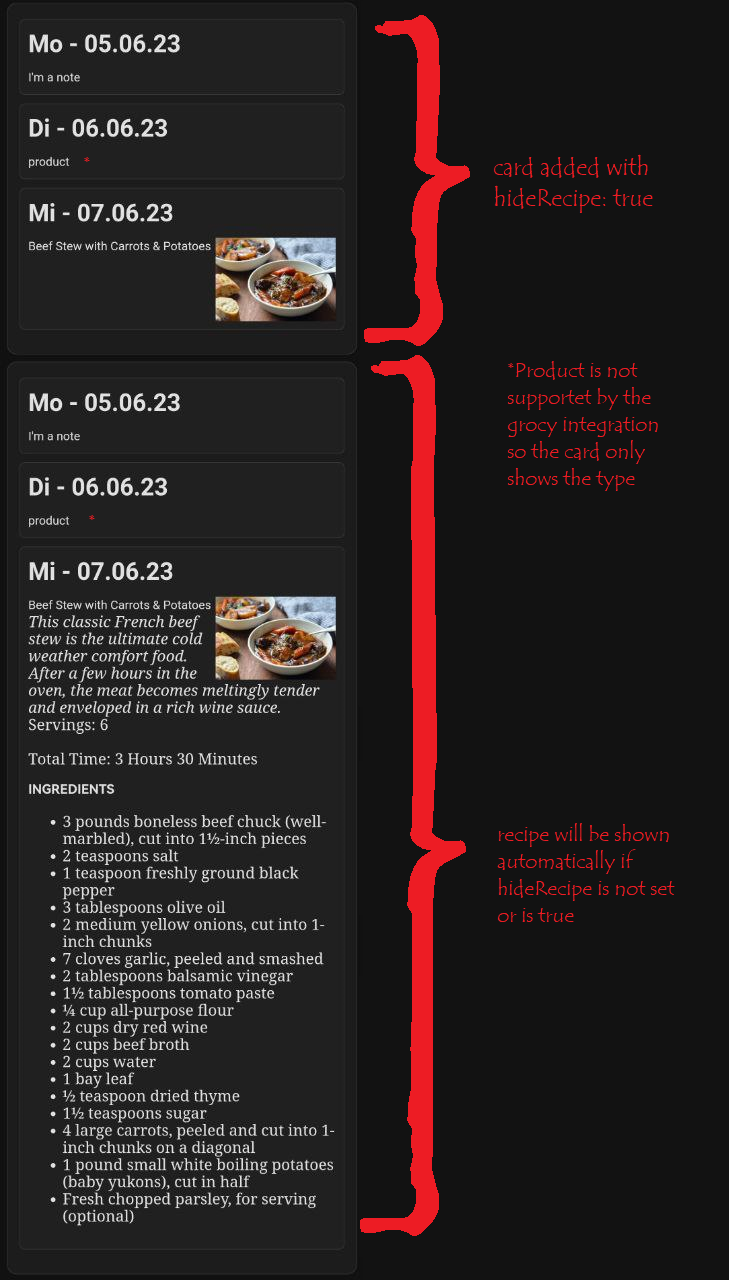 Mo - 05.06.23
I'm a note
Di - 06.06.23
product *
Mi - 07.06.23
Beef Stew with Carrots & Potatoes
card added with
hideRecipe: true
*Product is not
supportet by the
grocy integration
so the card only
shows the type
Mo - 05.06.23
I'm a note
Di - 06.06.23
product *
Mi - 07.06.23
Beef Stew with Carrots & Potatoes
This classic French beef
stew is the ultimate cold
weather comfort food.
After a few hours in the
oven, the meat becomes meltingly tender
and enveloped in a rich wine sauce.
Servings: 6
Total Time: 3 Hours 30 Minutes
INGREDIENTS
• 3 pounds boneless beef chuck (well-
marbled), cut into 1½-inch pieces
• 2 teaspoons salt
• 1 teaspoon freshly ground black
pepper
• 3 tablespoons olive oil
• 2 medium yellow onions, cut into 1-
inch chunks
• 7 cloves garlic, peeled and smashed
• 2 tablespoons balsamic vinegar
• 1½ tablespoons tomato paste
• ¼ cup all-purpose flour
• 2 cups dry red wine
• 2 cups beef broth
• 2 cups water
• 1 bay leaf
• ½ teaspoon dried thyme
• 1½ teaspoons sugar
• 4 large carrots, peeled and cut into 1-
inch chunks on a diagonal
• 1 pound small white boiling potatoes
(baby yukons), cut in half
• Fresh chopped parsley, for serving
(optional)
recipe will be shown
automatically if
hideRecipe is not set
or is true